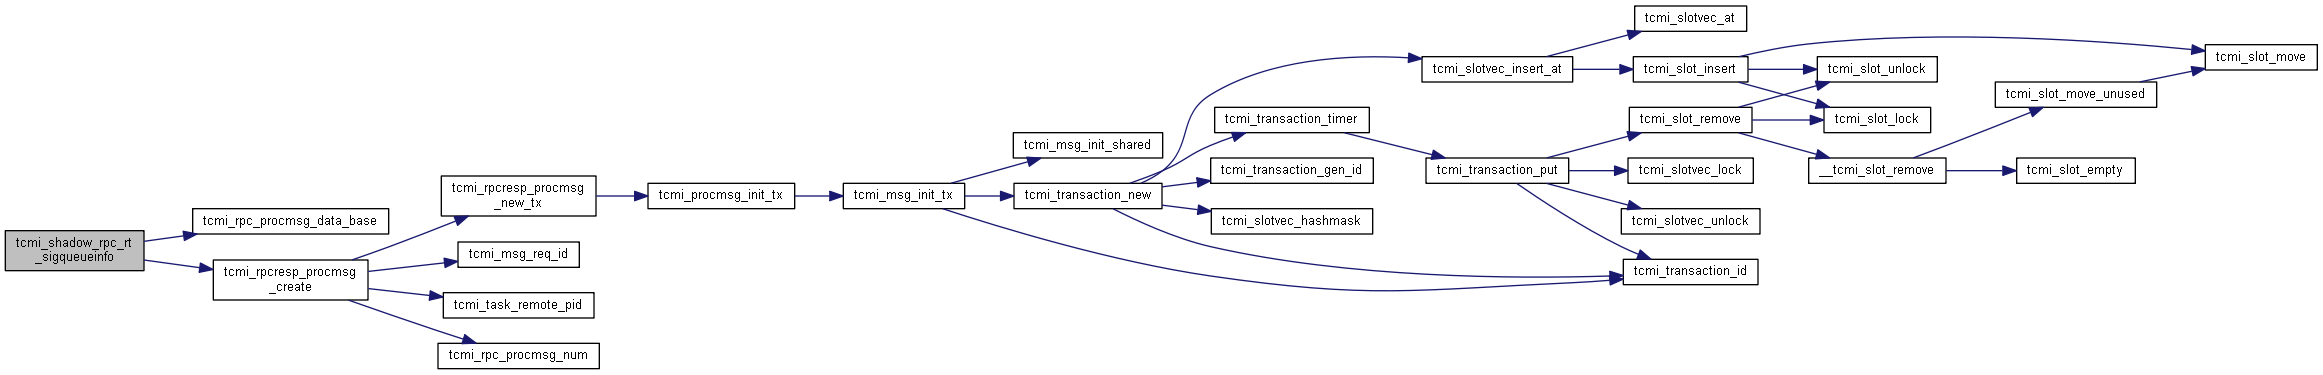 tcmi_shadow_rpc_rt
_sigqueueinfo
tcmi_rpc_procmsg_data_base
tcmi_rpcresp_procmsg
_create
tcmi_rpcresp_procmsg
_new_tx
tcmi_msg_req_id
tcmi_task_remote_pid
tcmi_rpc_procmsg_num
tcmi_procmsg_init_tx
tcmi_msg_init_tx
tcmi_msg_init_shared
tcmi_transaction_new
tcmi_transaction_timer
tcmi_transaction_gen_id
tcmi_slotvec_hashmask
tcmi_slotvec_insert_at
tcmi_transaction_put
tcmi_slotvec_at
tcmi_slot_insert
tcmi_slot_remove
tcmi_slotvec_lock
tcmi_slotvec_unlock
tcmi_transaction_id
tcmi_slot_unlock
tcmi_slot_lock
__tcmi_slot_remove
tcmi_slot_move_unused
tcmi_slot_empty
tcmi_slot_move